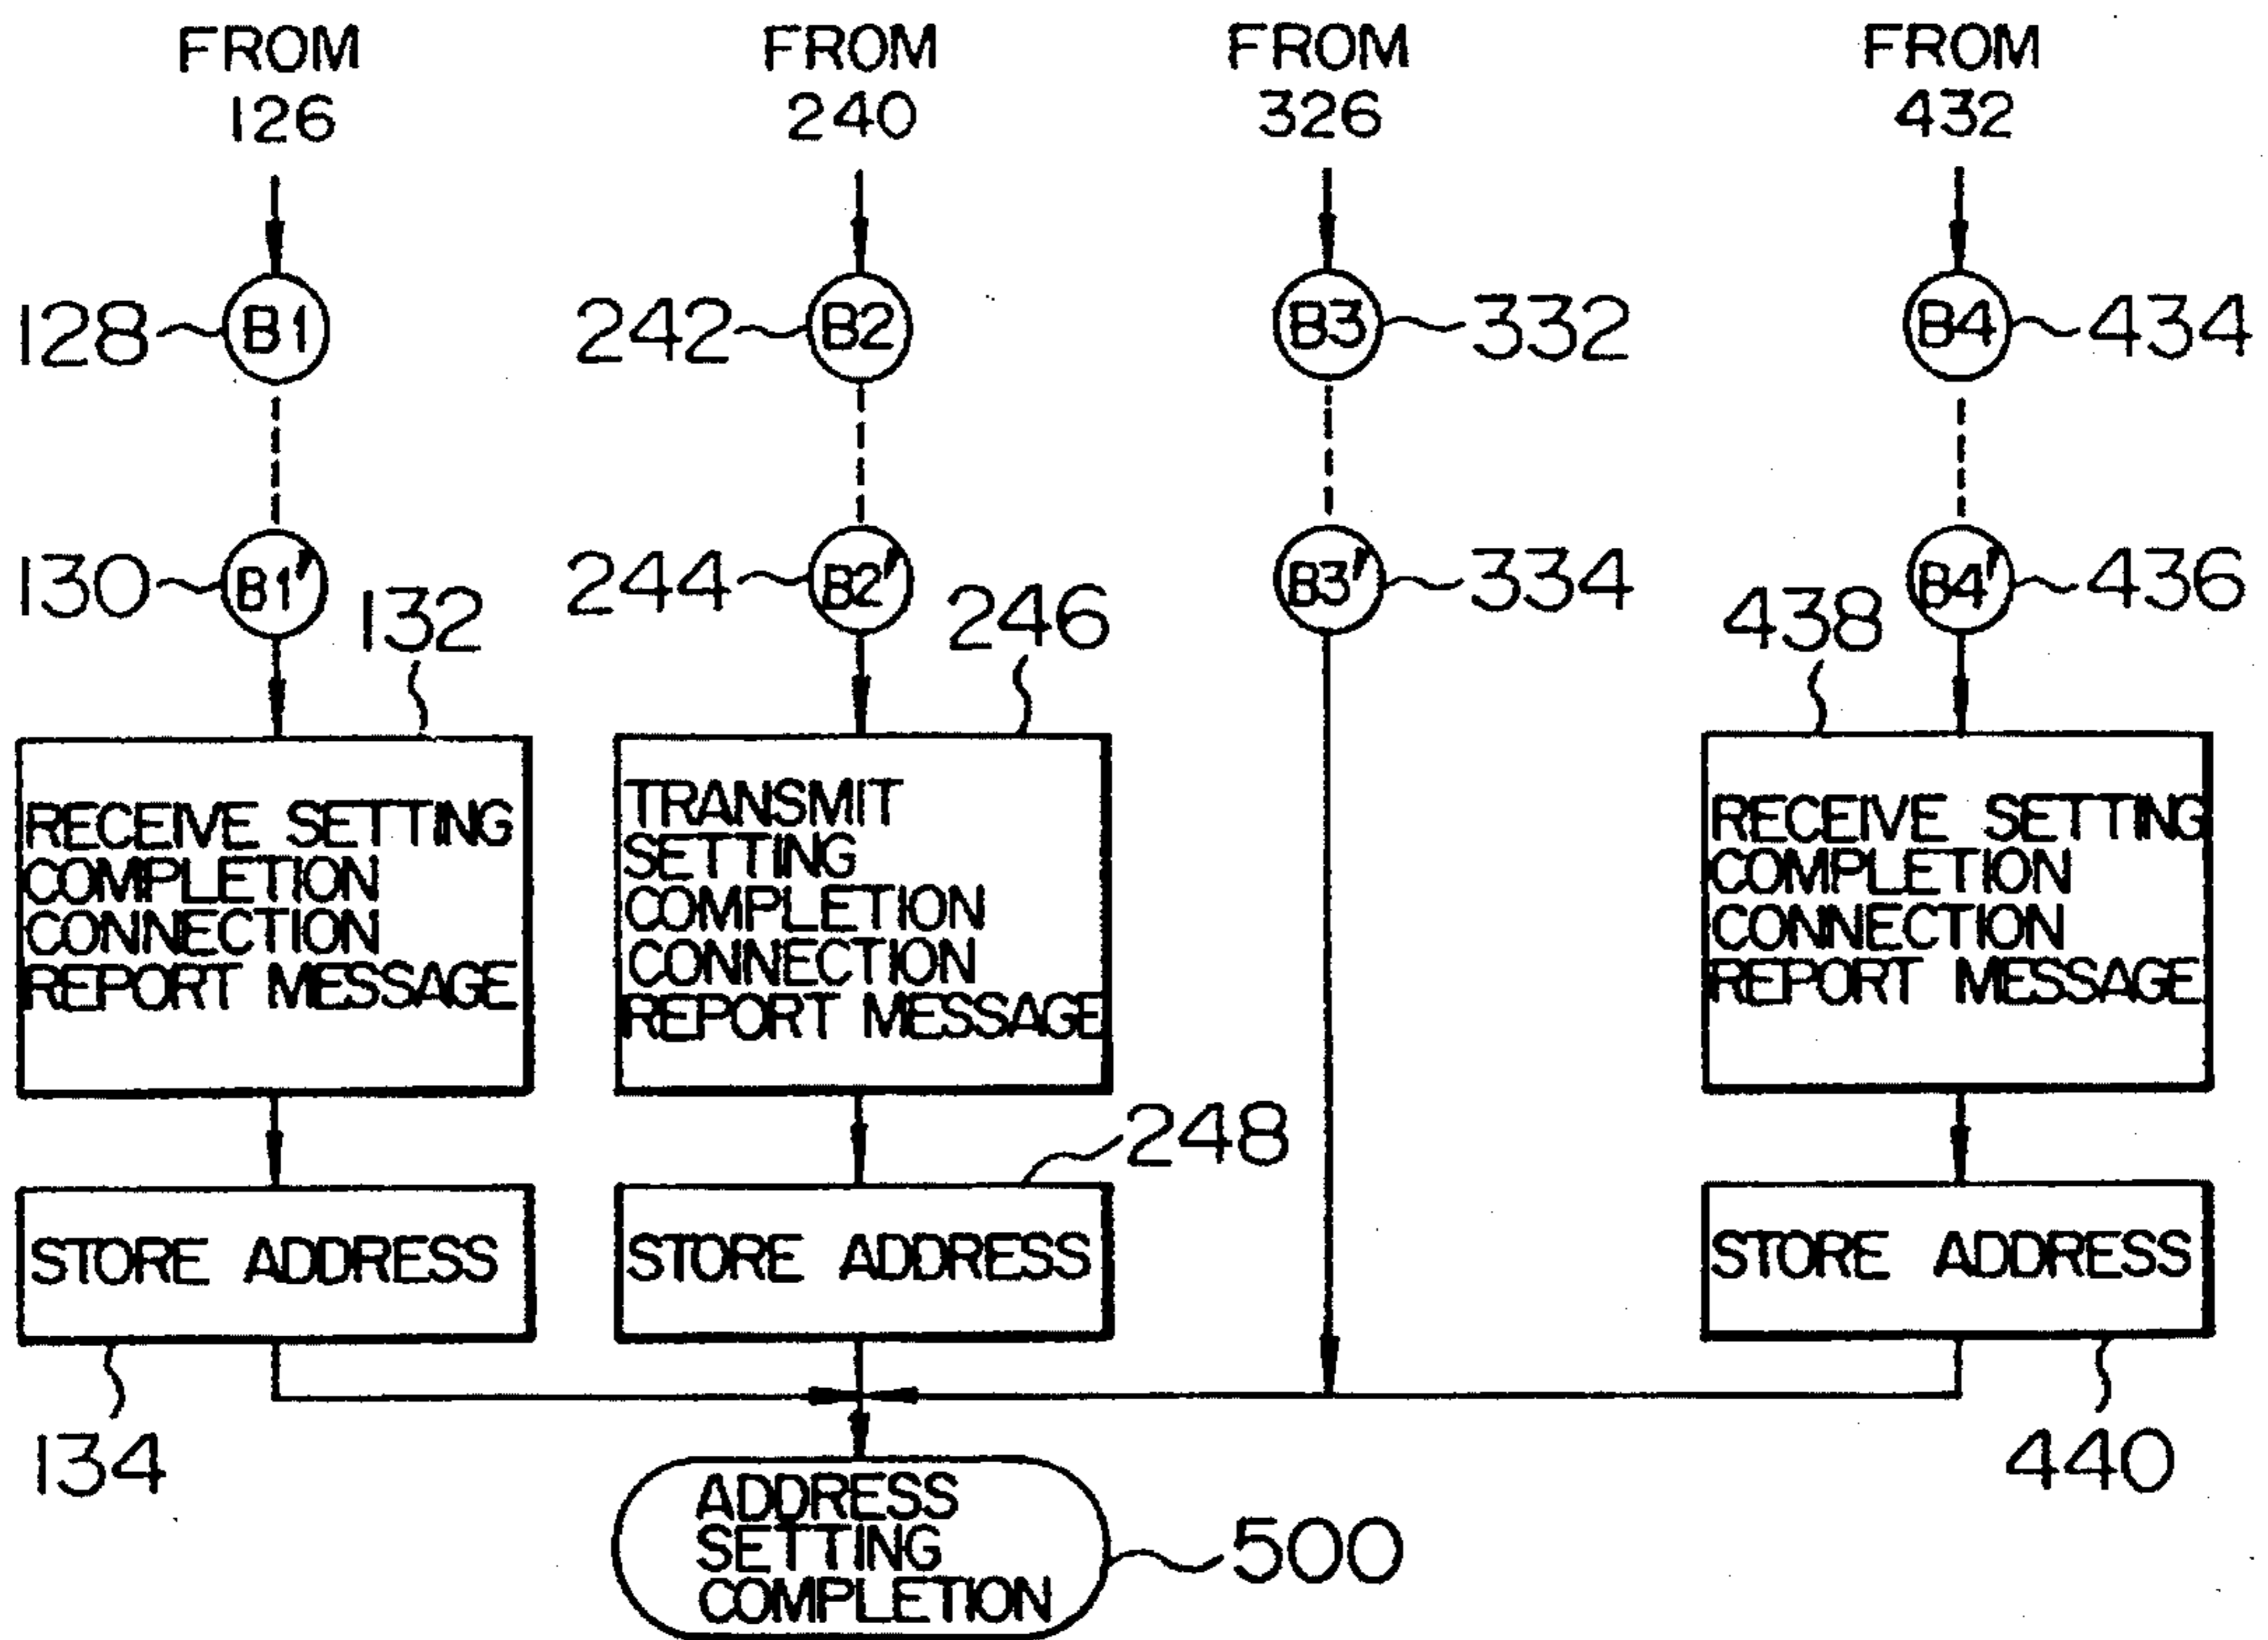 FROM
126
FROM
240
FROM
326
FROM
432
128
B1
242
B2
B3
332
B4
434
130
B1'
132
244
B2'
246
B3'
334
438
B4'
436
RECEIVE SETTING
COMPLETION
CONNECTION
REPORT MESSAGE
TRANSMIT
SETTING
COMPLETION
CONNECTION
REPORT MESSAGE
RECEIVE SETTING
COMPLETION
CONNECTION
REPORT MESSAGE
248
STORE ADDRESS
STORE ADDRESS
STORE ADDRESS
134
440
ADDRESS
SETTING
COMPLETION
500